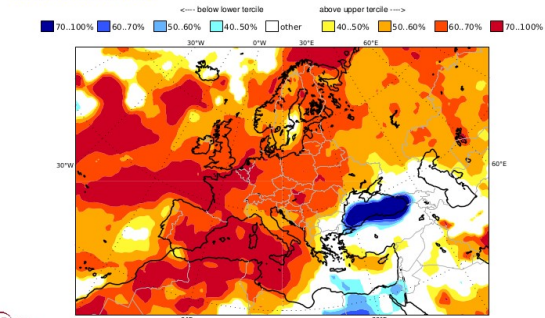 <---- below lower tercile above upper tercile ---->
70..100% 60..70% 50..60% 40..50% other 40..50% 50..60% 60..70% 70..100%
30°W 0°W 30°E 60°E
30°W 60°E